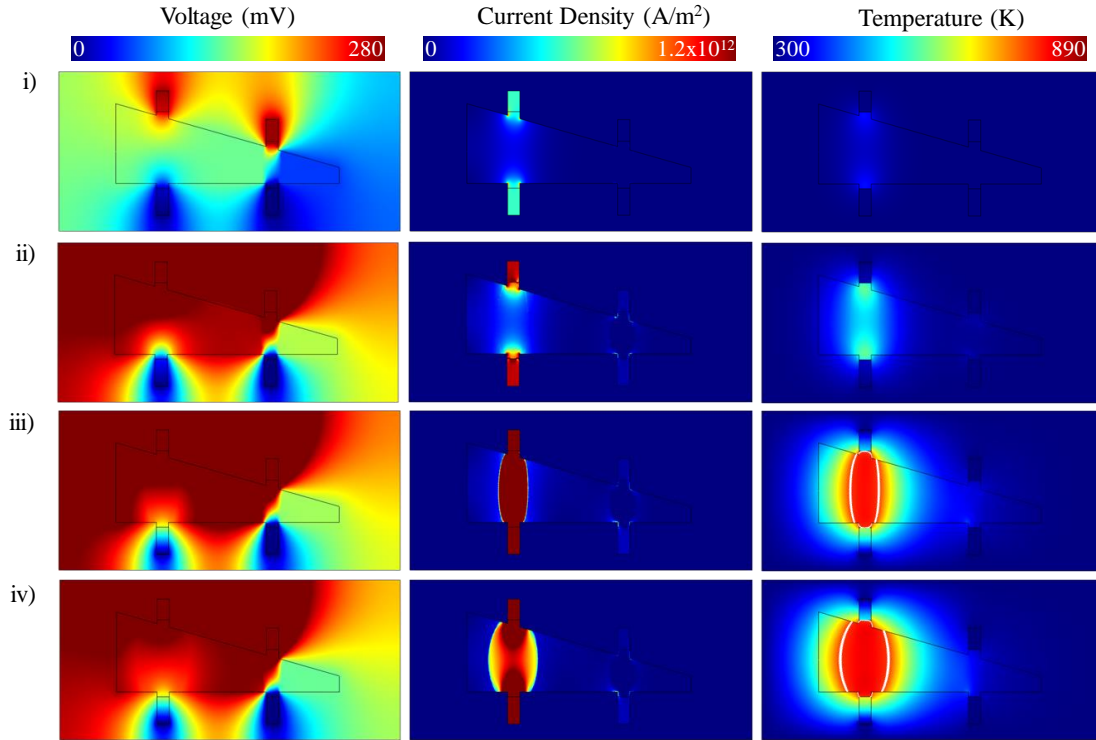 Voltage (mV) Current Density (A/m²) Temperature (K)
0 280 0 1.2x10¹² 300 890
i)
ii)
iii)
iv)